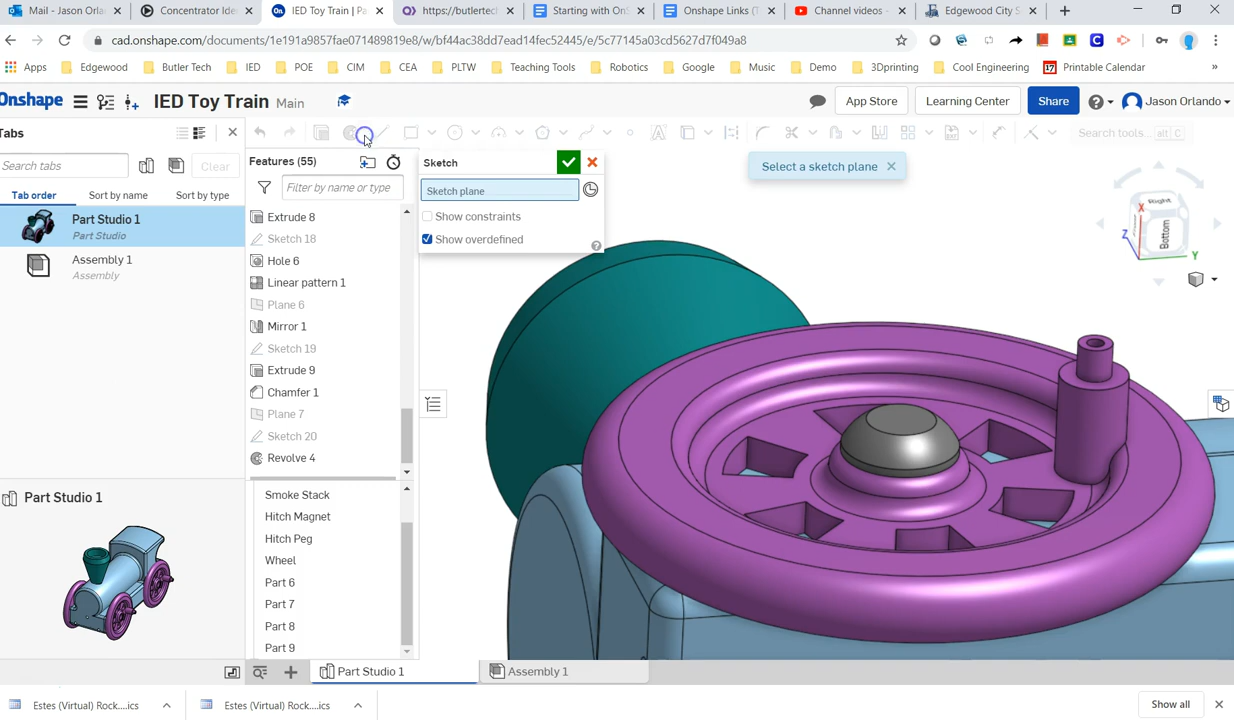 Mail - Jason Orlando
Concentrator Ide
IED Toy Train | Pa
https://butlertec
Starting with OnS
Onshape Links (T
Channel videos -
Edgewood City S
cad.onshape.com/documents/1e191a9857fae071489819e8/w/bf44ac38dd7ead14fec52445/e/5c77145a03cd5627d7f049a8
Apps
Edgewood
Butler Tech
IED
POE
CIM
CEA
PLTW
Teaching Tools
Robotics
Google
Music
Demo
3Dprinting
Cool Engineering
17
Printable Calendar
»
Onshape
IED Toy Train
Main
App Store
Learning Center
Share
Jason Orlando
Tabs
Search tools...
alt C
Search tabs
Clear
Tab order
Sort by name
Sort by type
Part Studio 1
Part Studio
Assembly 1
Assembly
Features (55)
Filter by name or type
Extrude 8
Sketch 18
Hole 6
Linear pattern 1
Plane 6
Mirror 1
Sketch 19
Extrude 9
Chamfer 1
Plane 7
Sketch 20
Revolve 4
Smoke Stack
Hitch Magnet
Hitch Peg
Wheel
Part 6
Part 7
Part 8
Part 9
Sketch
Sketch plane
Show constraints
Show overdefined
Select a sketch plane
Right
Bottom
X
Z
Y
Part Studio 1
Part Studio 1
Assembly 1
Estes (Virtual) Rock....ics
Estes (Virtual) Rock....ics
Show all